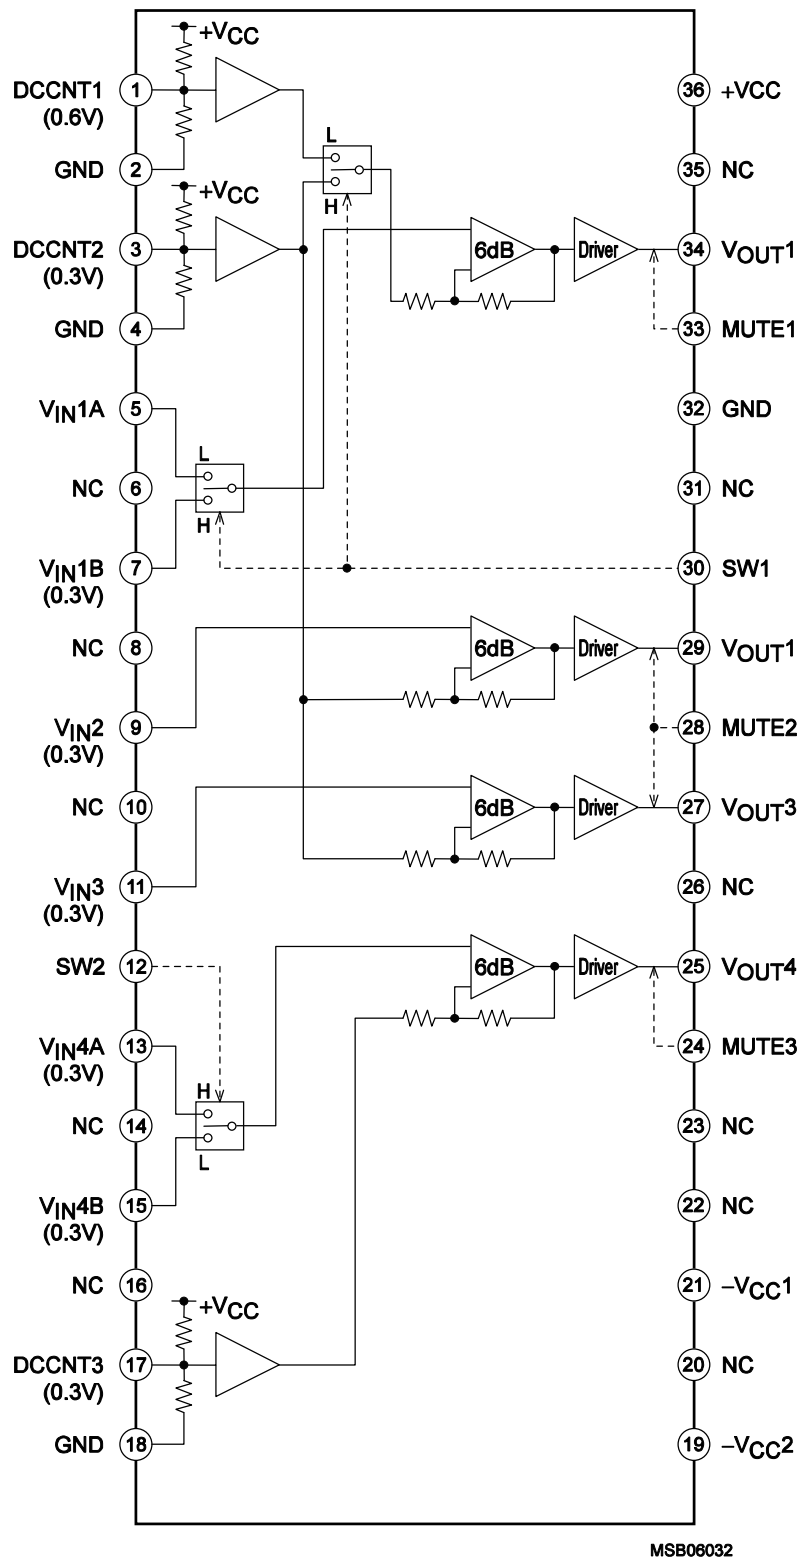 +VCC
DCCNT1 1
(0.6V)
36 +VCC
L
GND 2
35 NC
+VCC
H
DCCNT2 3
(0.3V)
6dB
Driver
34 VOUT1
GND 4
33 MUTE1
VIN1A 5
32 GND
L
NC 6
31 NC
H
VIN1B 7
(0.3V)
30 SW1
NC 8
6dB
Driver
29 VOUT1
VIN2 9
(0.3V)
28 MUTE2
NC 10
6dB
Driver
27 VOUT3
VIN3 11
(0.3V)
26 NC
SW2 12
6dB
Driver
25 VOUT4
VIN4A 13
(0.3V)
24 MUTE3
H
NC 14
23 NC
L
VIN4B 15
(0.3V)
22 NC
NC 16
21 –VCC1
+VCC
DCCNT3 17
(0.3V)
20 NC
GND 18
19 –VCC2
MSB06032